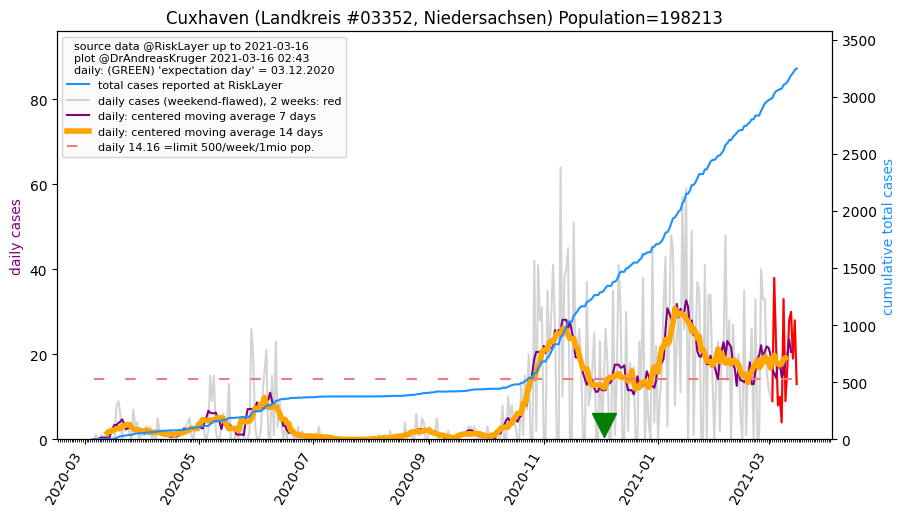 Cuxhaven (Landkreis #03352, Niedersachsen) Population=198213
source data @RiskLayer up to 2021-03-16
plot @DrAndreasKruger 2021-03-16 02:43
daily: (GREEN) 'expectation day' = 03.12.2020
total cases reported at RiskLayer
daily cases (weekend-flawed), 2 weeks: red
daily: centered moving average 7 days
daily: centered moving average 14 days
daily 14.16 =limit 500/week/1mio pop.
daily cases
80
60
40
20
0
cumulative total cases
3500
3000
2500
2000
1500
1000
500
0
2020-03
2020-05
2020-07
2020-09
2020-11
2021-01
2021-03